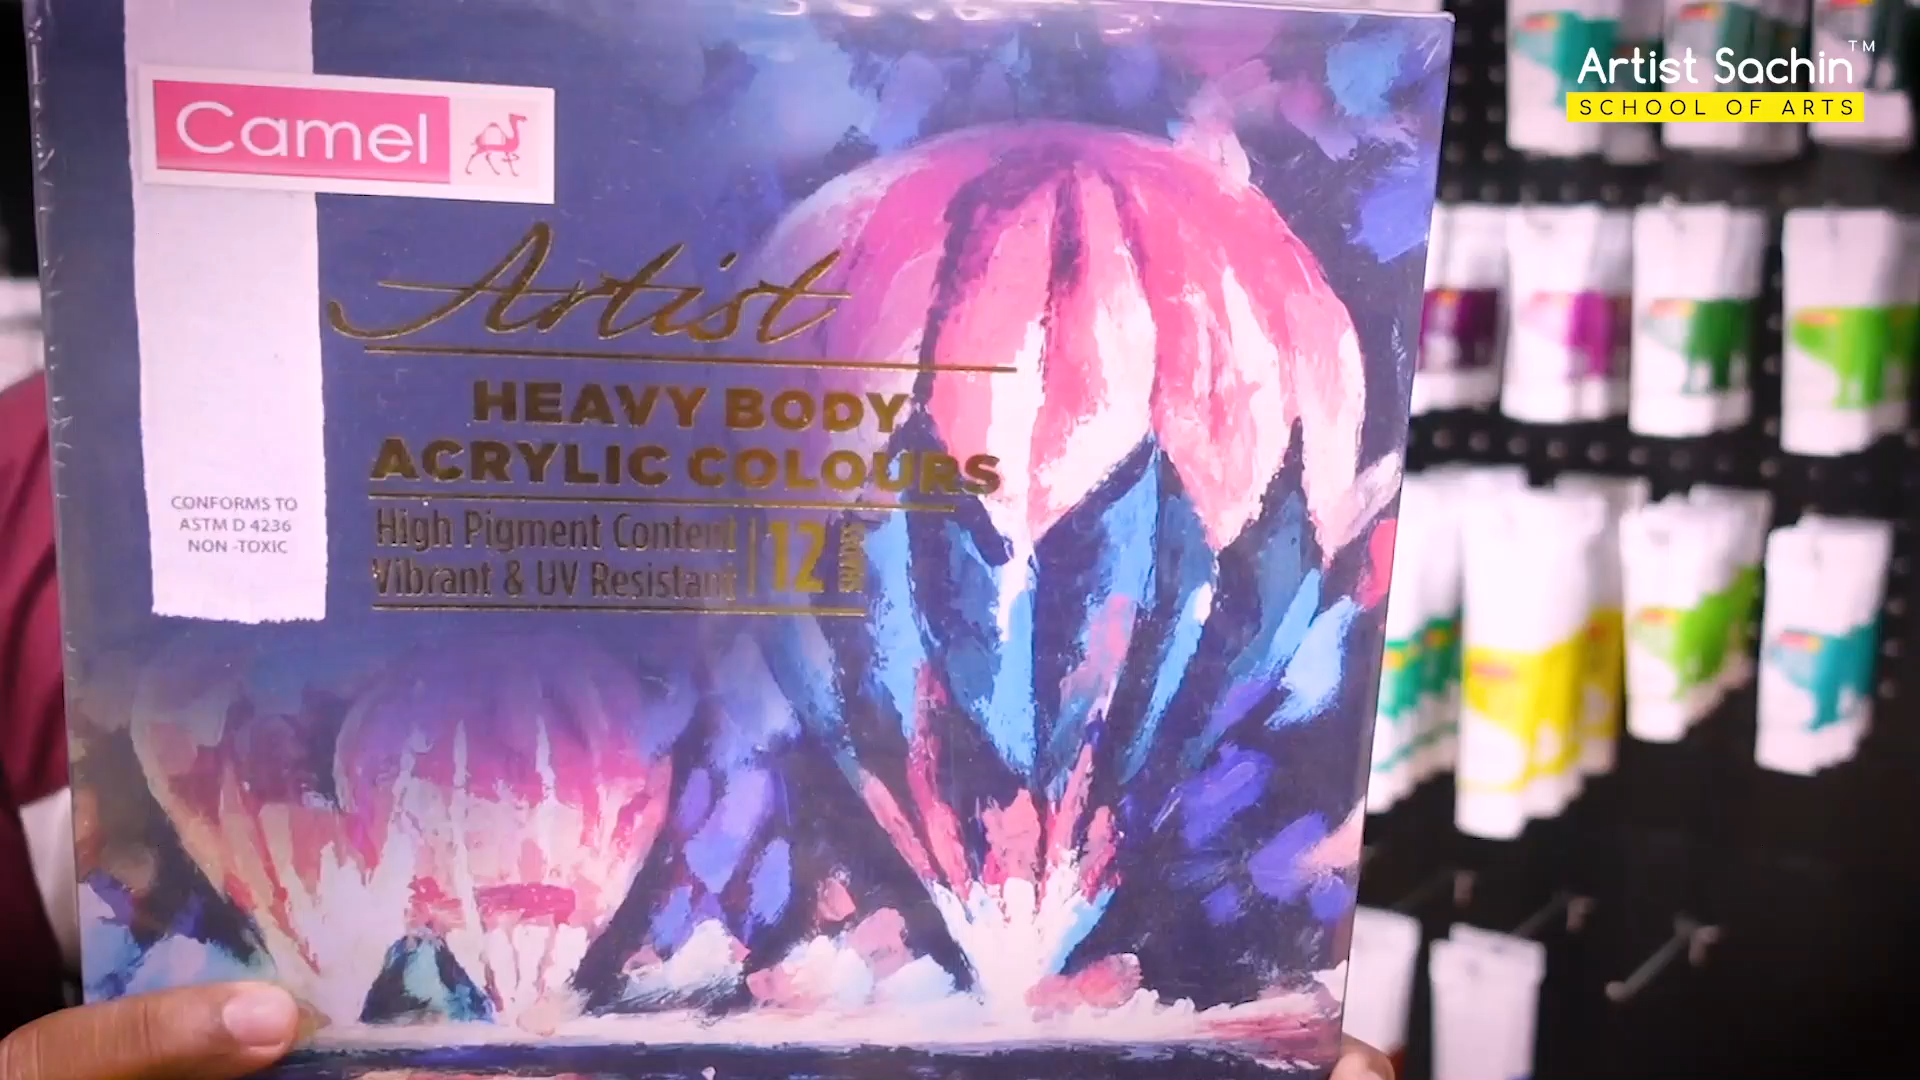 Artist Sachin™
SCHOOL OF ARTS
Camel
Artist
HEAVY BODY
ACRYLIC COLOURS
High Pigment Content
Vibrant & UV Resistant
12
CONFORMS TO
ASTM D 4236
NON -TOXIC